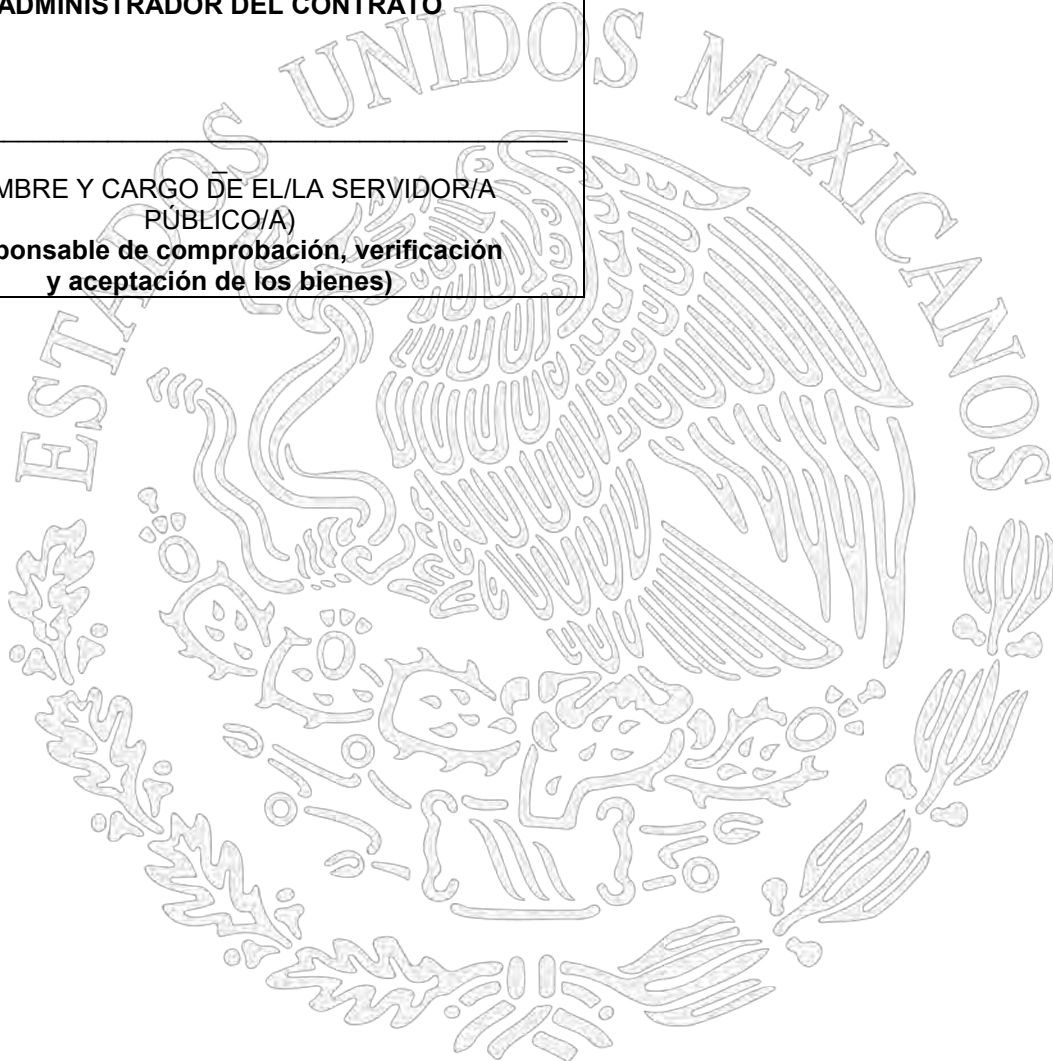 ADMINISTRADOR DEL CONTRATO
MBRE Y CARGO DE EL/LA SERVIDOR/A
PÚBLICO/A)
ponsable de comprobación, verificación
y aceptación de los bienes)
ESTADOS UNIDOS MEXICANOS